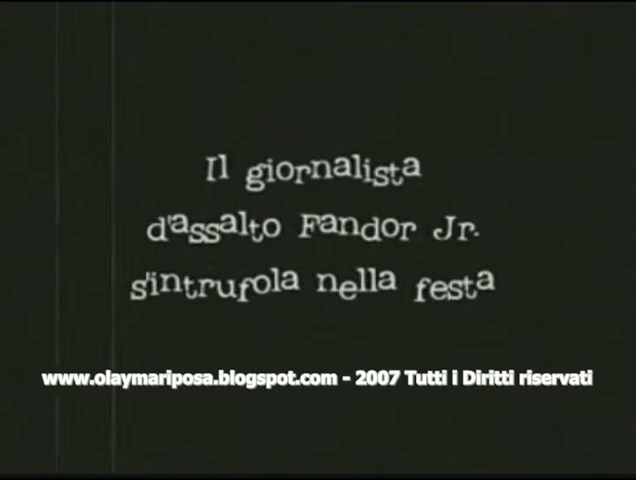 Il giornalista
d'assalto Fandor Jr.
s'intrufola nella festa
www.olaymariposa.blogspot.com - 2007 Tutti i Diritti riservati